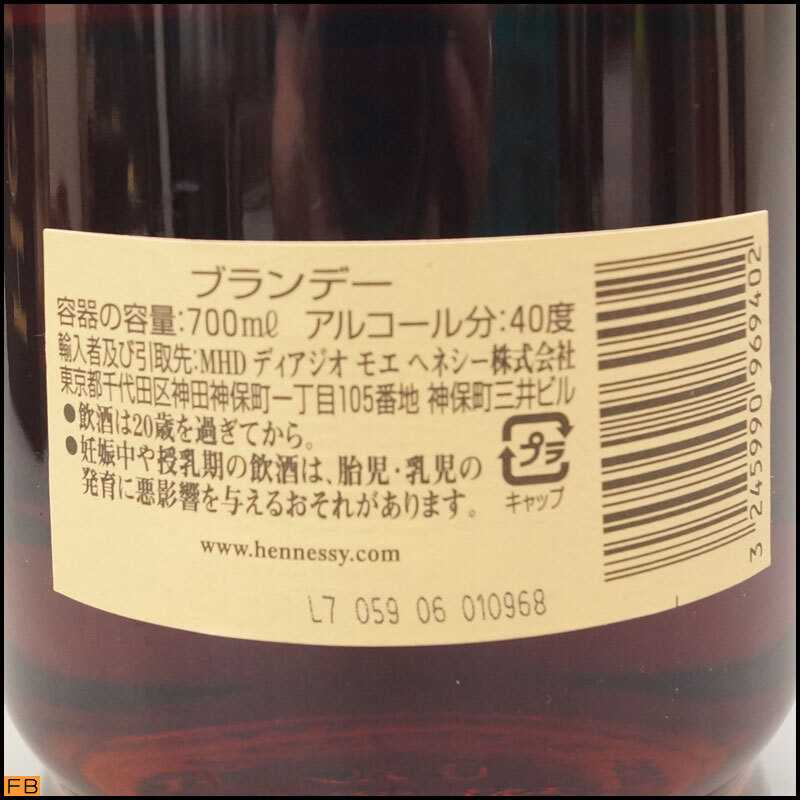 ブランデー
容器の容量:700mℓ アルコール分:40度
輸入者及び引取先:MHD ディアジオ モエ ヘネシー株式会社
東京都千代田区神田神保町一丁目105番地 神保町三井ビル
●飲酒は20歳を過ぎてから。
●妊娠中や授乳期の飲酒は、胎児・乳児の
発育に悪影響を与えるおそれがあります。
プラ
キャップ
www.hennessy.com
L7 059 06 010968
3 245990 969402
FB